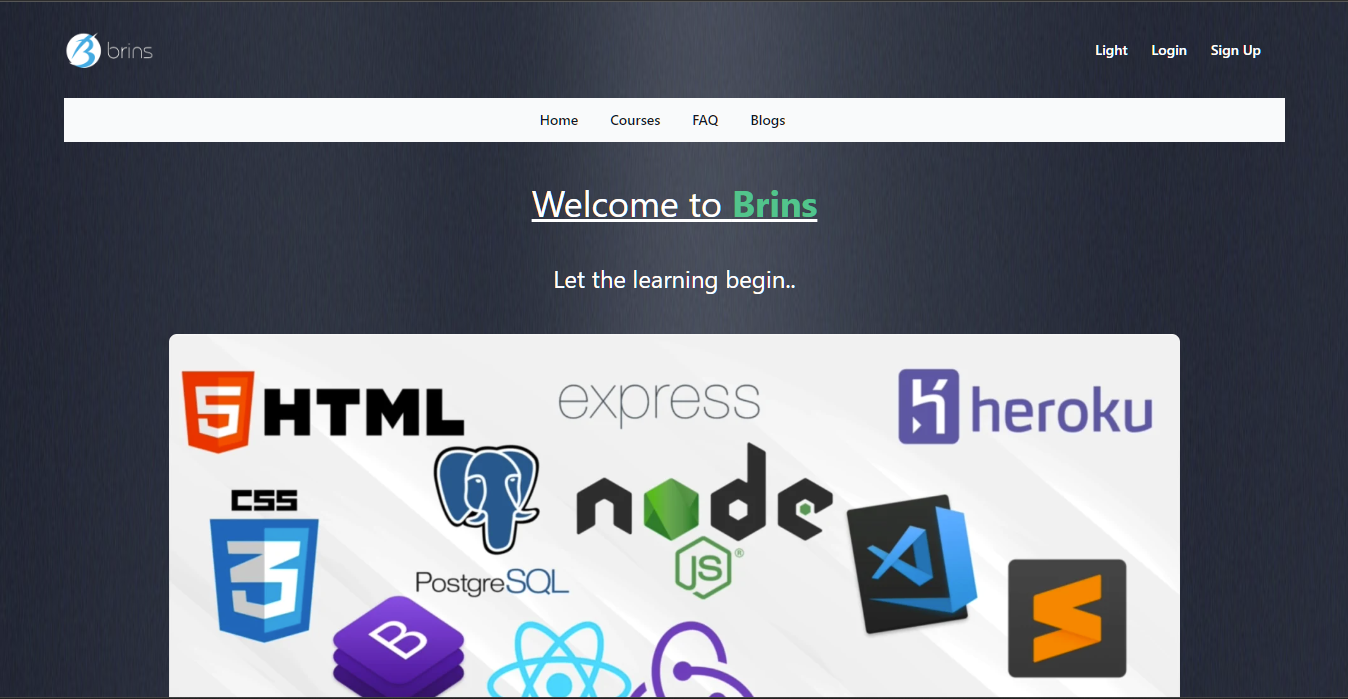 brins
Light Login Sign Up
Home Courses FAQ Blogs
Welcome to Brins
Let the learning begin..
5 HTML
express
heroku
node
JS ®
CSS
3
PostgreSQL
B